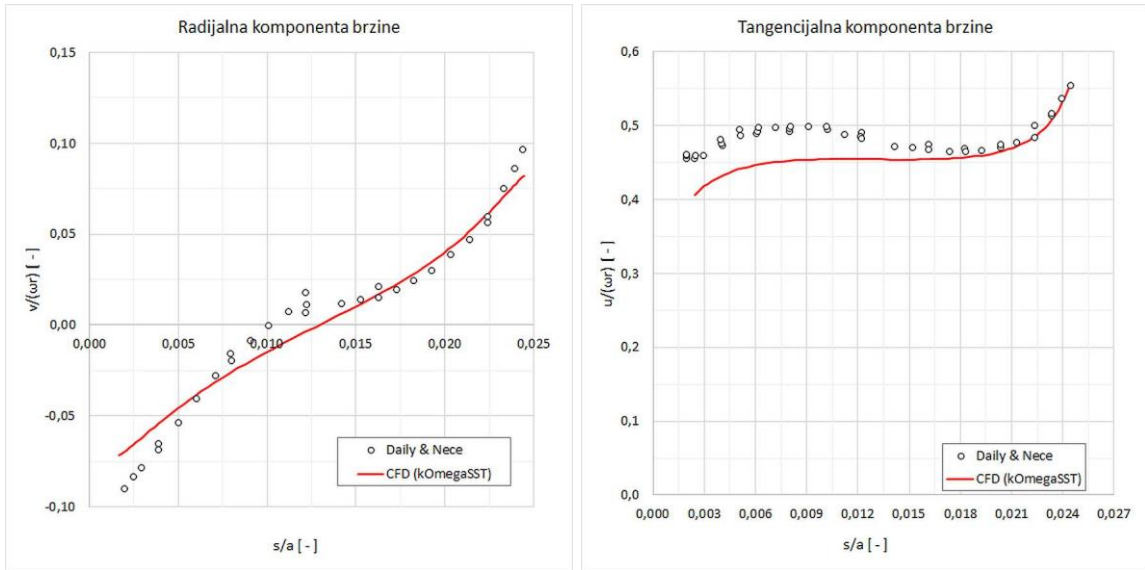 Radijalna komponenta brzine
0,15
0,10
0,05
0,00
-0,05
-0,10
0,000
0,005
0,010
0,015
0,020
0,025
v/(ωr) [ - ]
s/a [ - ]
Daily & Nece
CFD (kOmegaSST)
Tangencijalna komponenta brzine
0,6
0,5
0,4
0,3
0,2
0,1
0,0
0,000
0,003
0,006
0,009
0,012
0,015
0,018
0,021
0,024
0,027
u/(ωr) [ - ]
s/a [ - ]
Daily & Nece
CFD (kOmegaSST)